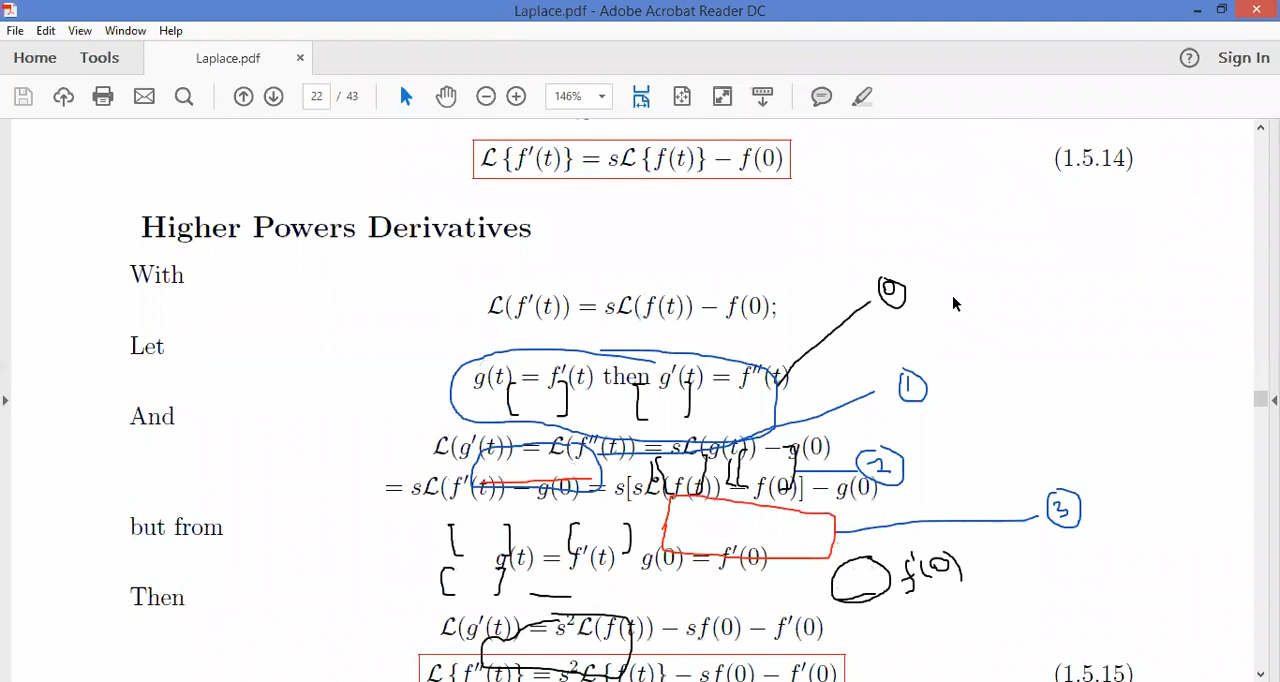 Laplace.pdf - Adobe Acrobat Reader DC
File Edit View Window Help
Home Tools Laplace.pdf × ? Sign In
22 / 43 146%
ℒ{f′(t)} = sℒ{f(t)} − f(0) (1.5.14)
Higher Powers Derivatives
With
ℒ(f′(t)) = sℒ(f(t)) − f(0);
0
Let
g(t) = f′(t) then g′(t) = f″(t)
1
And
ℒ(g′(t)) = ℒ(f″(t)) = sℒ(g(t)) − g(0)
2
= sℒ(f′(t)) − g(0) = s[sℒ(f(t)) − f(0)] − g(0)
3
but from
g(t) = f′(t) g(0) = f′(0)
f′(0)
Then
ℒ(g′(t)) = s²ℒ(f(t)) − sf(0) − f′(0)
ℒ{f″(t)} = s²ℒ{f(t)} − sf(0) − f′(0) (1.5.15)